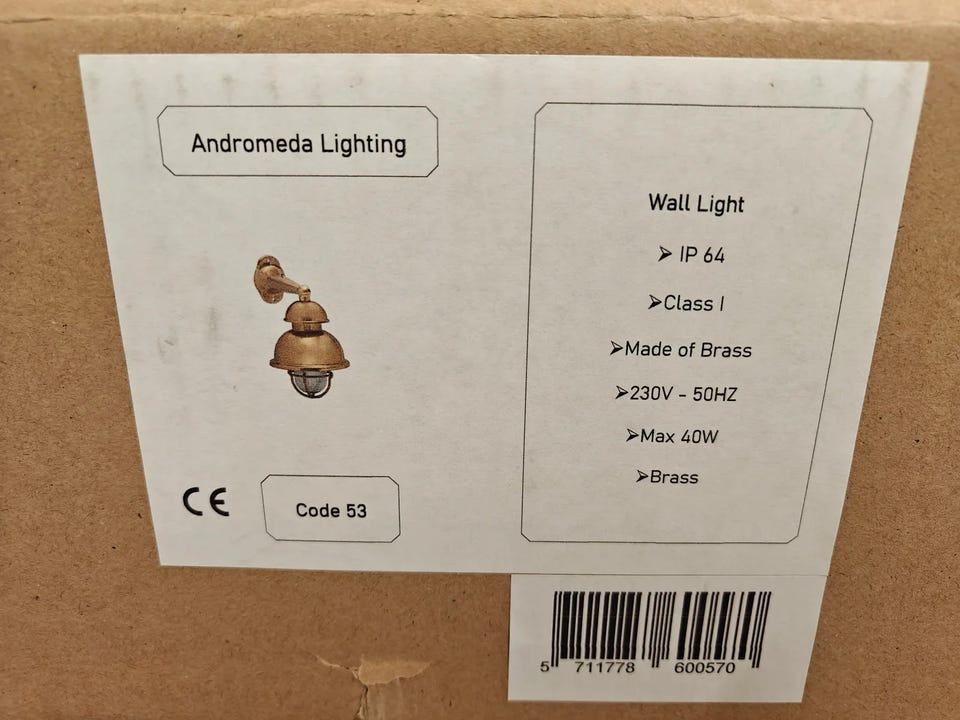 Andromeda Lighting
CE
Code 53
Wall Light
➢ IP 64
➢Class I
➢Made of Brass
➢230V - 50HZ
➢Max 40W
➢Brass
5 711778 600570